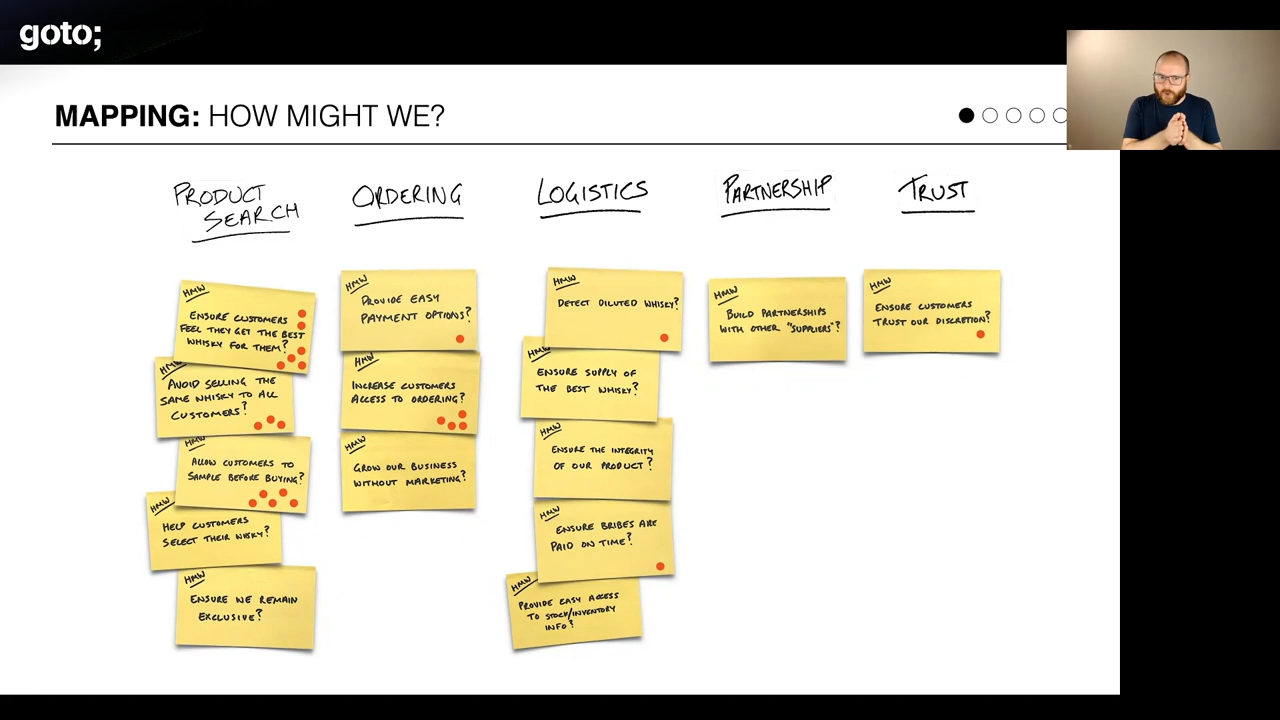 goto;
MAPPING: HOW MIGHT WE?
PRODUCT
SEARCH
HMW
ENSURE CUSTOMERS
FEEL THEY GET THE BEST
WHISKY FOR THEM?
HMW
AVOID SELLING THE
SAME WHISKY TO ALL
CUSTOMERS?
HMW
ALLOW CUSTOMERS TO
SAMPLE BEFORE BUYING?
HMW
HELP CUSTOMERS
SELECT THEIR WISKY?
HMW
ENSURE WE REMAIN
EXCLUSIVE?
ORDERING
HMW
PROVIDE EASY
PAYMENT OPTIONS?
HMW
INCREASE CUSTOMERS
ACCESS TO ORDERING?
HMW
GROW OUR BUSINESS
WITHOUT MARKETING?
LOGISTICS
HMW
DETECT DILUTED WHISKY?
HMW
ENSURE SUPPLY OF
THE BEST WHISKY?
HMW
ENSURE THE INTEGRITY
OF OUR PRODUCT?
HMW
ENSURE BRIBES ARE
PAID ON TIME?
HMW
PROVIDE EASY ACCESS
TO STOCK/INVENTORY
INFO?
PARTNERSHIP
HMW
BUILD PARTNERSHIPS
WITH OTHER "SUPPLIERS"?
TRUST
HMW
ENSURE CUSTOMERS
TRUST OUR DISCRETION?